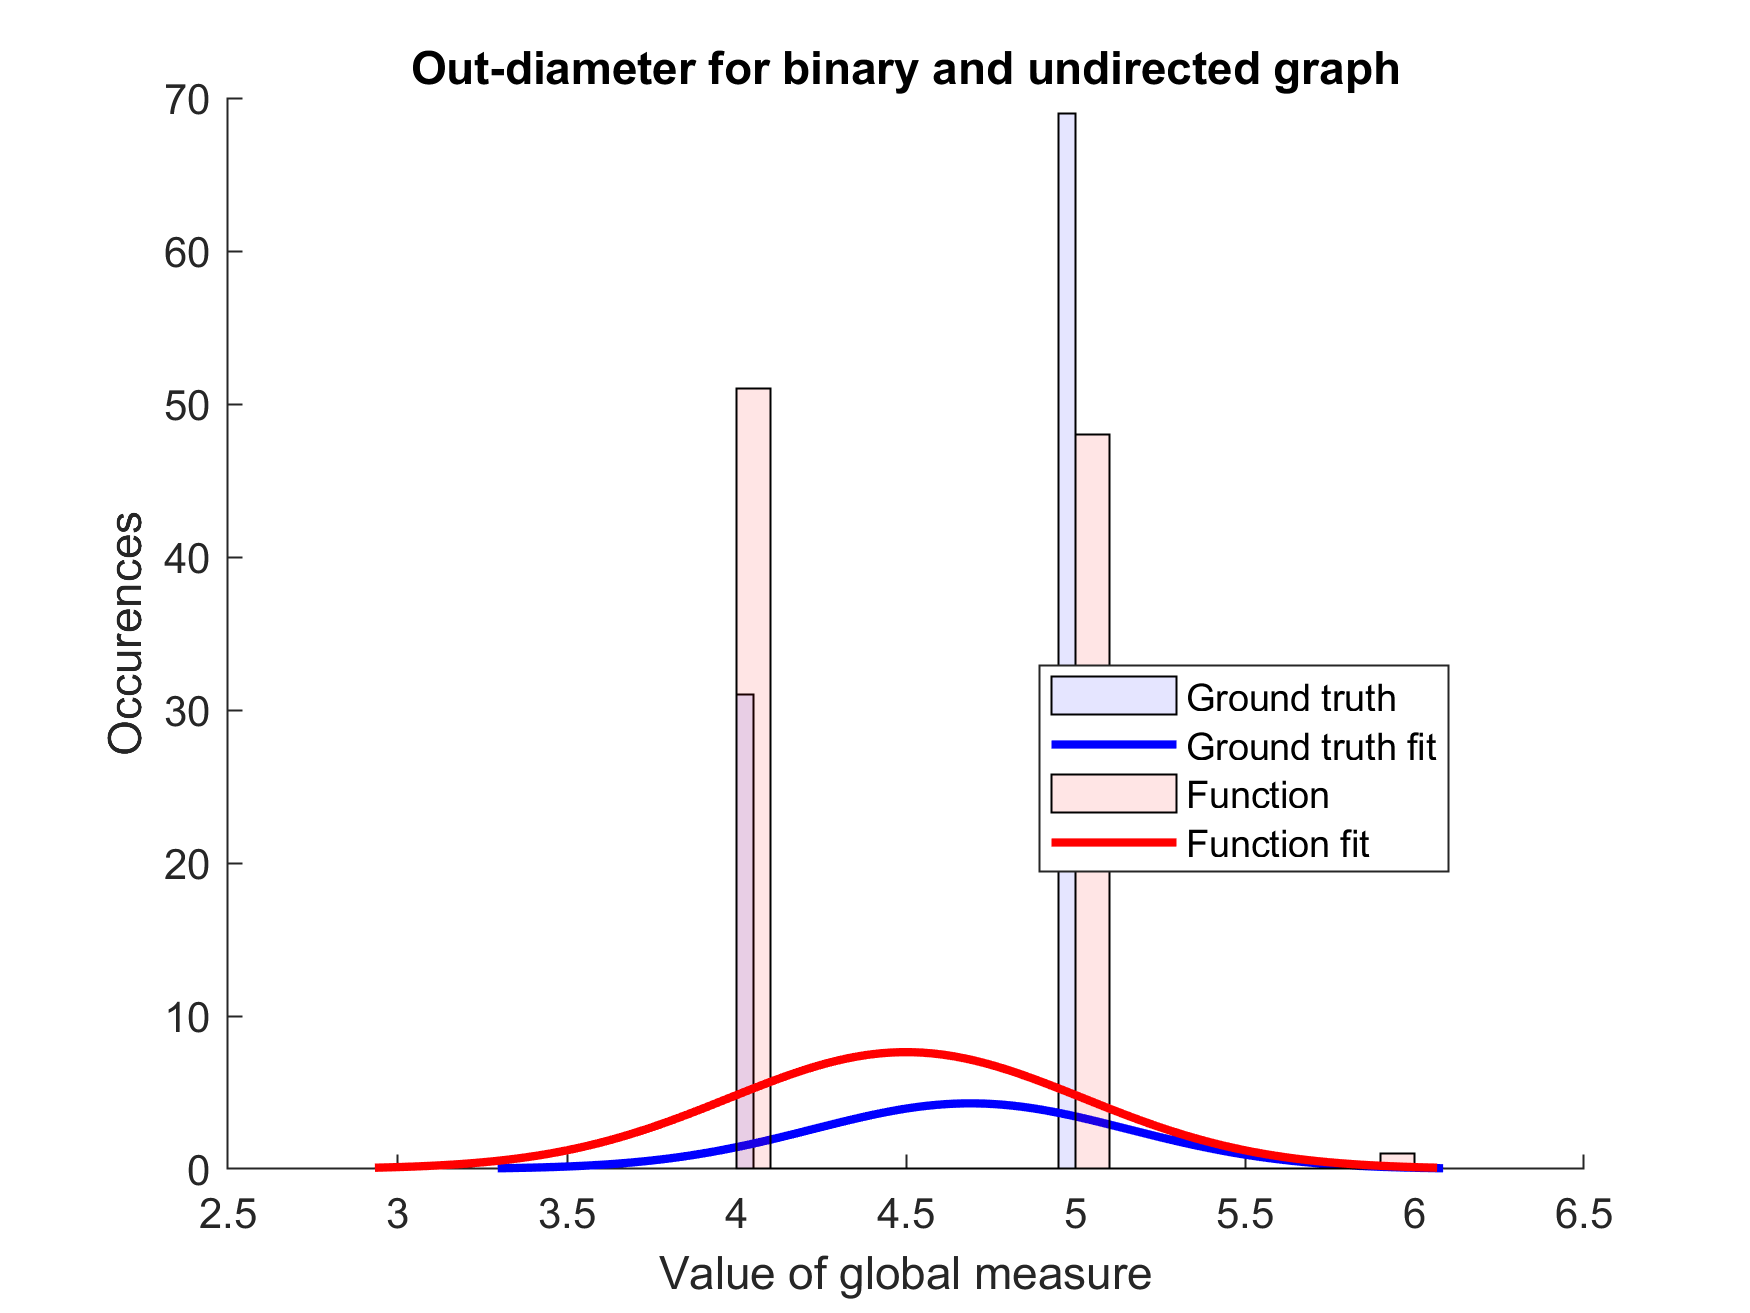 Out-diameter for binary and undirected graph
70
60
50
40
30
20
10
0
Occurences
Ground truth
Ground truth fit
Function
Function fit
2.5 3 3.5 4 4.5 5 5.5 6 6.5
Value of global measure